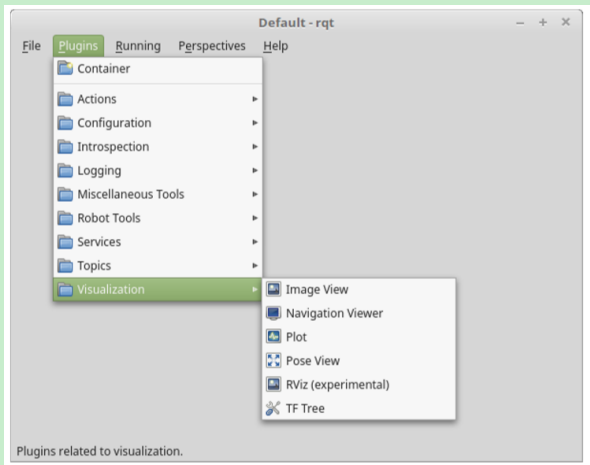 Default - rqt
File Plugins Running Perspectives Help
Container
Actions
Configuration
Introspection
Logging
Miscellaneous Tools
Robot Tools
Services
Topics
Visualization
Image View
Navigation Viewer
Plot
Pose View
RViz (experimental)
TF Tree
Plugins related to visualization.